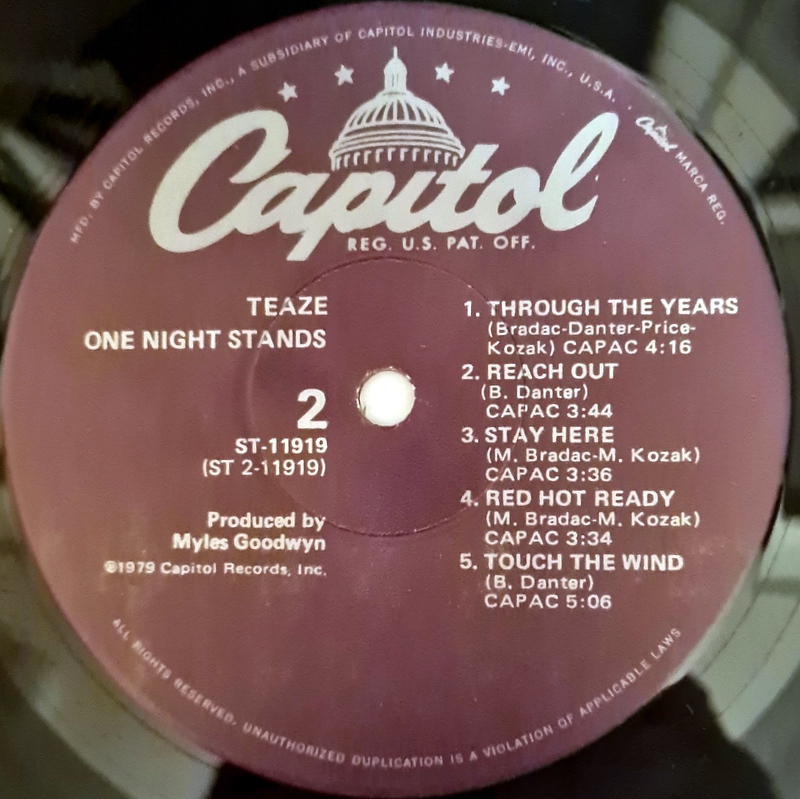 MFD. BY CAPITOL RECORDS, INC., A SUBSIDIARY OF CAPITOL INDUSTRIES-EMI, INC., U.S.A. · Capitol MARCA REG.
Capitol
REG. U.S. PAT. OFF.
TEAZE
ONE NIGHT STANDS
2
ST-11919
(ST 2-11919)
Produced by
Myles Goodwyn
℗1979 Capitol Records, Inc.
1. THROUGH THE YEARS
(Bradac-Danter-Price-
Kozak) CAPAC 4:16
2. REACH OUT
(B. Danter)
CAPAC 3:44
3. STAY HERE
(M. Bradac-M. Kozak)
CAPAC 3:36
4. RED HOT READY
(M. Bradac-M. Kozak)
CAPAC 3:34
5. TOUCH THE WIND
(B. Danter)
CAPAC 5:06
ALL RIGHTS RESERVED. UNAUTHORIZED DUPLICATION IS A VIOLATION OF APPLICABLE LAWS